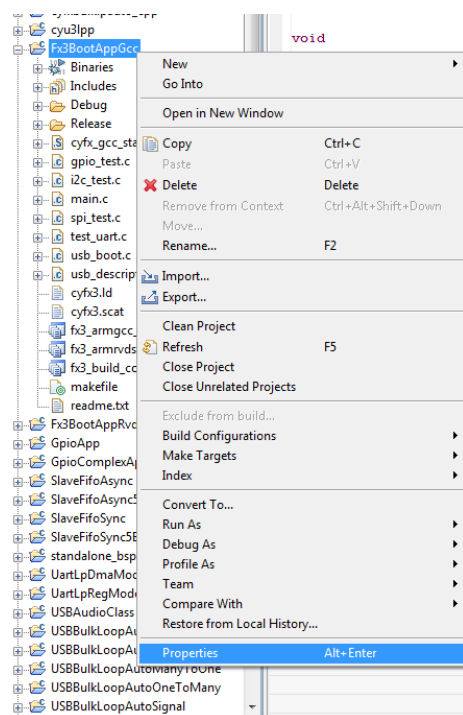 cyu3lpp
Fx3BootAppGcc
Binaries
Includes
Debug
Release
cyfx_gcc_sta
gpio_test.c
i2c_test.c
main.c
spi_test.c
test_uart.c
usb_boot.c
usb_descrip
cyfx3.ld
cyfx3.scat
fx3_armgcc_
fx3_armrvds
fx3_build_co
makefile
readme.txt
Fx3BootAppRvd
GpioApp
GpioComplexAp
SlaveFifoAsync
SlaveFifoAsync5
SlaveFifoSync
SlaveFifoSync5B
standalone_bsp
UartLpDmaMod
UartLpRegMode
USBAudioClass
USBBulkLoopAu
USBBulkLoopAu
USBBulkLoopAutoManyToOne
USBBulkLoopAutoOneToMany
USBBulkLoopAutoSignal
void
New
Go Into
Open in New Window
Copy Ctrl+C
Paste Ctrl+V
Delete Delete
Remove from Context Ctrl+Alt+Shift+Down
Move...
Rename... F2
Import...
Export...
Clean Project
Refresh F5
Close Project
Close Unrelated Projects
Exclude from build...
Build Configurations
Make Targets
Index
Convert To...
Run As
Debug As
Profile As
Team
Compare With
Restore from Local History...
Properties Alt+Enter